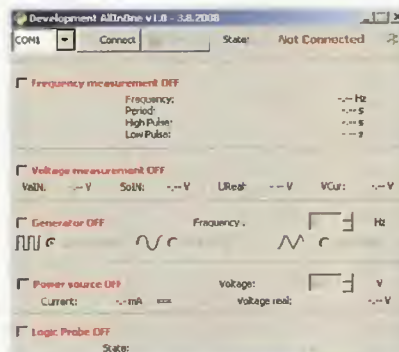 Development AllInOne v1.0 - 3.8.2008
COM1 Connect State: Not Connected
Frequency measurement OFF
Frequency: -.-- Hz
Period: -.-- s
High Pulse: -.-- s
Low Pulse:
Voltage measurement OFF
VaIN: -.-- V SoIN: -.-- V UReal: -.-- V VCur: -.-- V
Generator OFF Frequency: Hz
Power source OFF Voltage: V
Current: -.-- mA Voltage real: -.-- V
Logic Probe OFF
State: